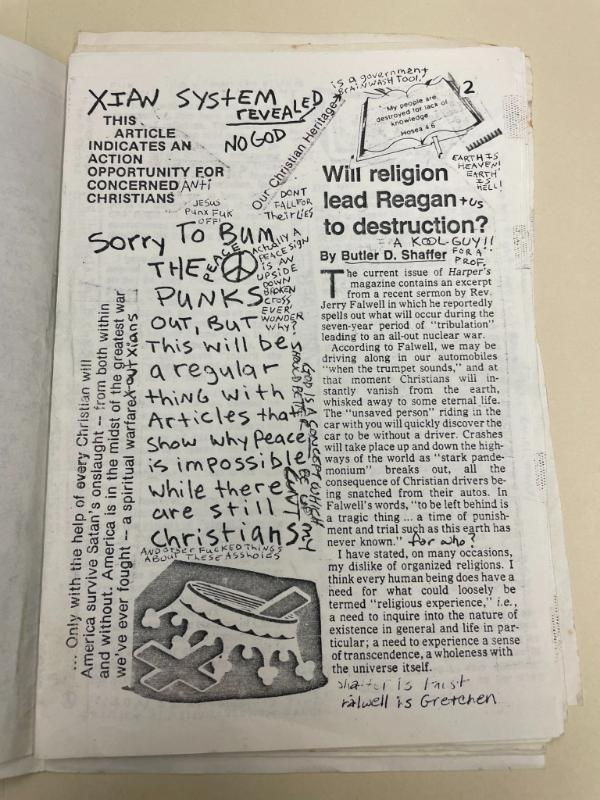 XIAN SYSTEM
REVEALED
NO GOD
THIS
ARTICLE
INDICATES AN
ACTION
OPPORTUNITY FOR
CONCERNED ANTi
CHRISTIANS
JESUS
Punx FUK
OFF!
Our Christian Heritage
is a government
BRAINWASH TOOL!
"My people are
destroyed for lack of
knowledge
Hosea 4:6
2
EARTH IS
HEAVEN!
EARTH
IS
HELL!
DONT
FALL FOR
Their LIES
Sorry To BUM
THE
PUNKS
OUT, BUT
This will be
a regular
thing with
Articles that
show why Peace
is impossible
while there
are still
christians.
PEACE
ACTUALLY A
PEACE SIGN
IS AN
UPSIDE
DOWN
BROKEN
CROSS
EVER
WONDER
WHY?
AND OTHER FUCKED THINGS
ABOUT THESE ASSHOLES
... Only with the help of every Christian will
America survive Satan's onslaught — from both within
and without. America is in the midst of the greatest war
we've ever fought — a spiritual warfare
Xians
Will religion
lead Reagan + us
to destruction?
- A KOOL-GUY!!
FOR A
PROF.
By Butler D. Shaffer
The current issue of Harper's
magazine contains an excerpt
from a recent sermon by Rev.
Jerry Falwell in which he reportedly
spells out what will occur during the
seven-year period of "tribulation"
leading to an all-out nuclear war.
According to Falwell, we may be
driving along in our automobiles
"when the trumpet sounds," and at
that moment Christians will in-
stantly vanish from the earth,
whisked away to some eternal life.
The "unsaved person" riding in the
car with you will quickly discover the
car to be without a driver. Crashes
will take place up and down the high-
ways of the world as "stark pande-
monium" breaks out, all the
consequence of Christian drivers be-
ing snatched from their autos. In
Falwell's words, "to be left behind is
a tragic thing ... a time of punish-
ment and trial such as this earth has
never known." for who?
I have stated, on many occasions,
my dislike of organized religions. I
think every human being does have a
need for what could loosely be
termed "religious experience," i.e.,
a need to inquire into the nature of
existence in general and life in par-
ticular; a need to experience a sense
of transcendence, a wholeness with
the universe itself.
is Faust
Falwell is Gretchen